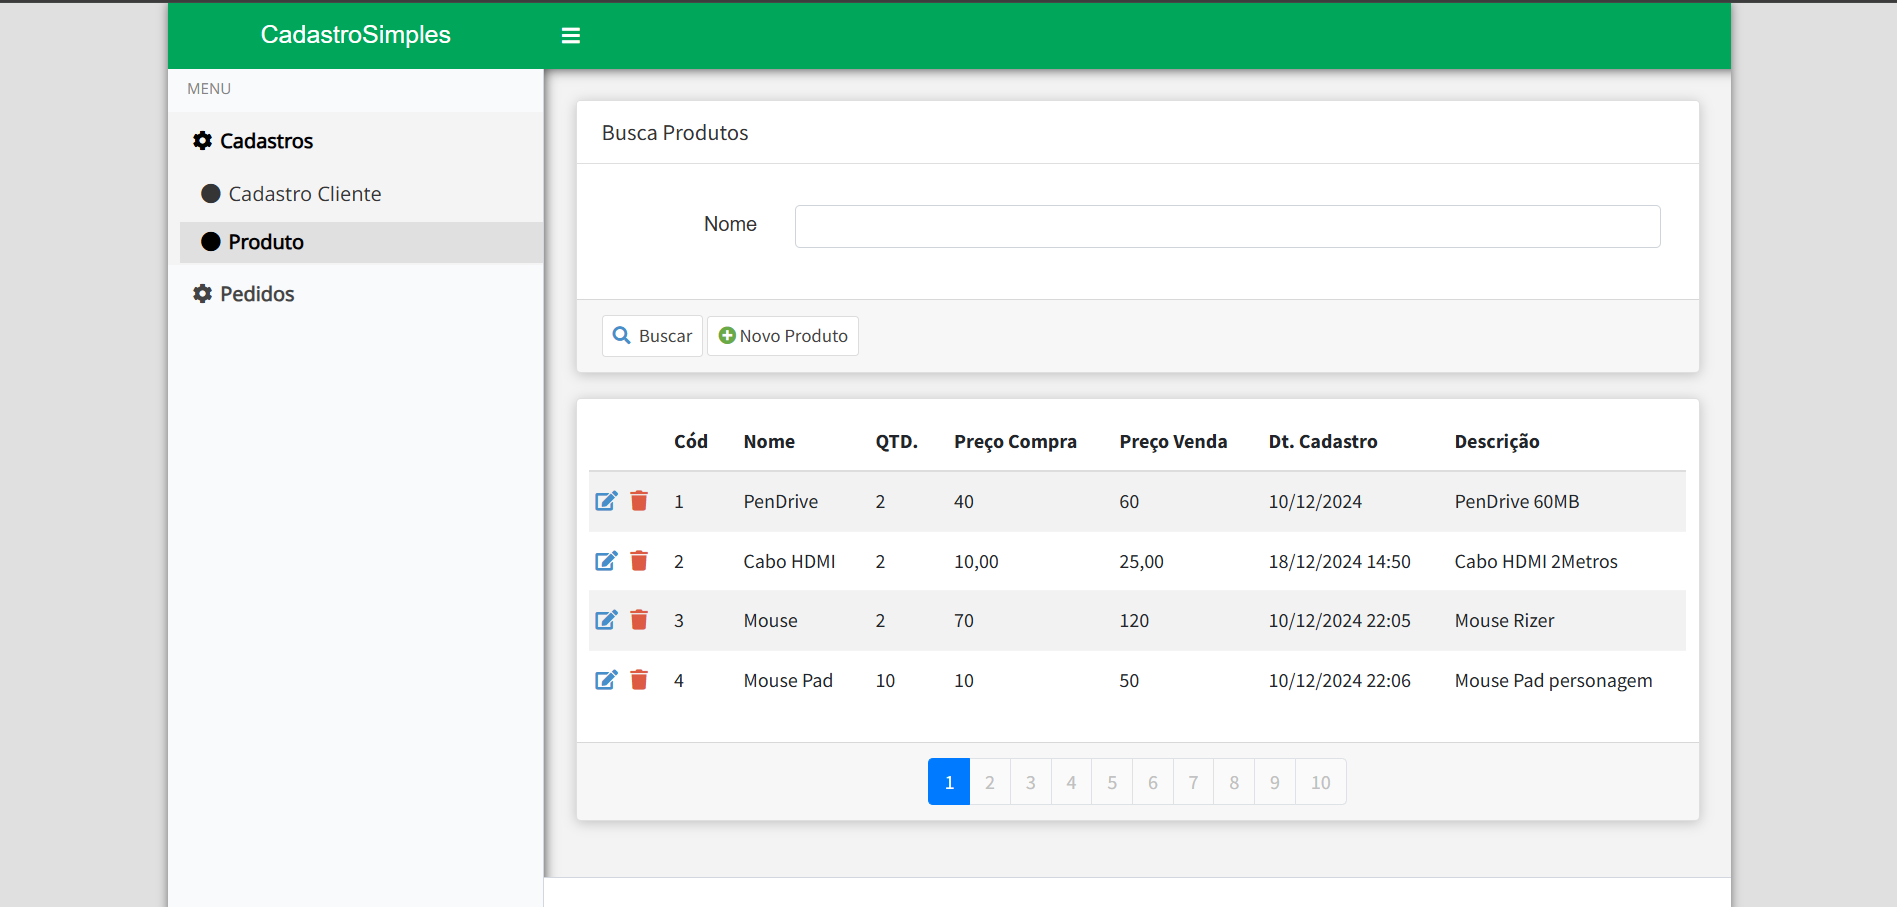 CadastroSimples
MENU
Cadastros
Cadastro Cliente
Produto
Pedidos
Busca Produtos
Nome
Buscar Novo Produto
Cód Nome QTD. Preço Compra Preço Venda Dt. Cadastro Descrição
1 PenDrive 2 40 60 10/12/2024 PenDrive 60MB
2 Cabo HDMI 2 10,00 25,00 18/12/2024 14:50 Cabo HDMI 2Metros
3 Mouse 2 70 120 10/12/2024 22:05 Mouse Rizer
4 Mouse Pad 10 10 50 10/12/2024 22:06 Mouse Pad personagem
1 2 3 4 5 6 7 8 9 10